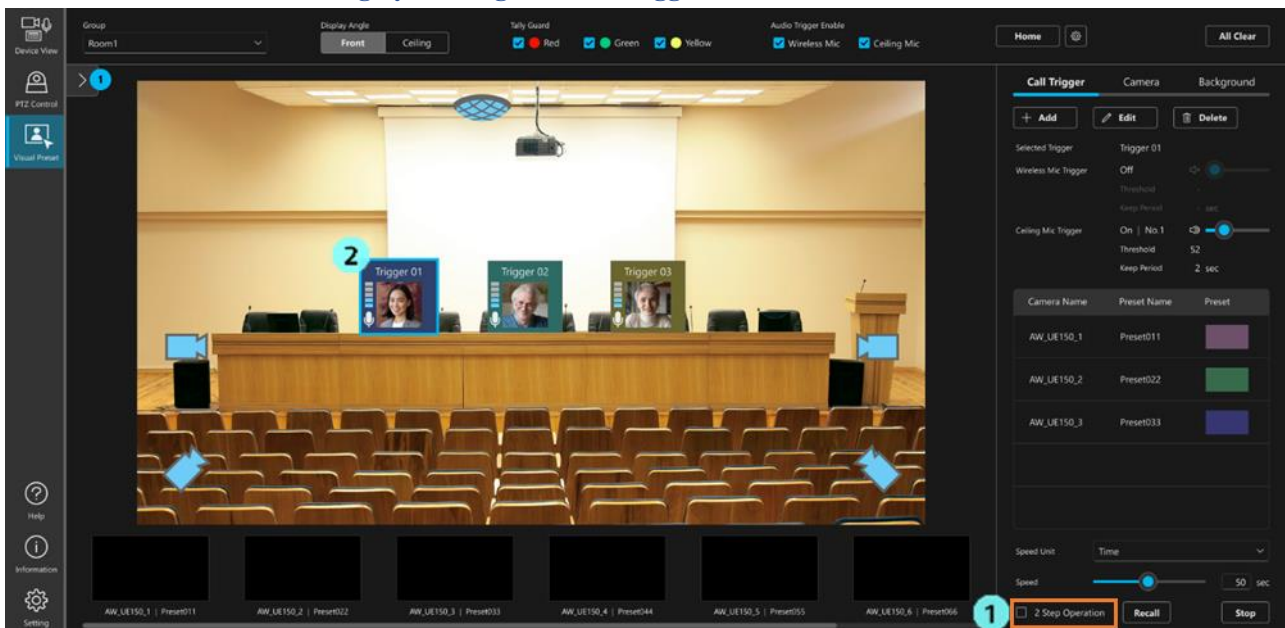 Group
Display Angle
Tally Guard
Audio Trigger Enable
Room1
Front
Ceiling
Red
Green
Yellow
Wireless Mic
Ceiling Mic
Home
All Clear
Device View
PTZ Control
Visual Preset
Help
Information
Setting
1
2
Trigger 01
Trigger 02
Trigger 03
AW_UE150_1 | Preset011
AW_UE150_2 | Preset022
AW_UE150_3 | Preset033
AW_UE150_4 | Preset044
AW_UE150_5 | Preset055
AW_UE150_6 | Preset066
Call Trigger
Camera
Background
+ Add
Edit
Delete
Selected Trigger Trigger 01
Wireless Mic Trigger Off
Threshold -
Keep Period - sec
Ceiling Mic Trigger On | No.1
Threshold 52
Keep Period 2 sec
Camera Name Preset Name Preset
AW_UE150_1 Preset011
AW_UE150_2 Preset022
AW_UE150_3 Preset033
Speed Unit Time
Speed 50 sec
1
2 Step Operation
Recall
Stop